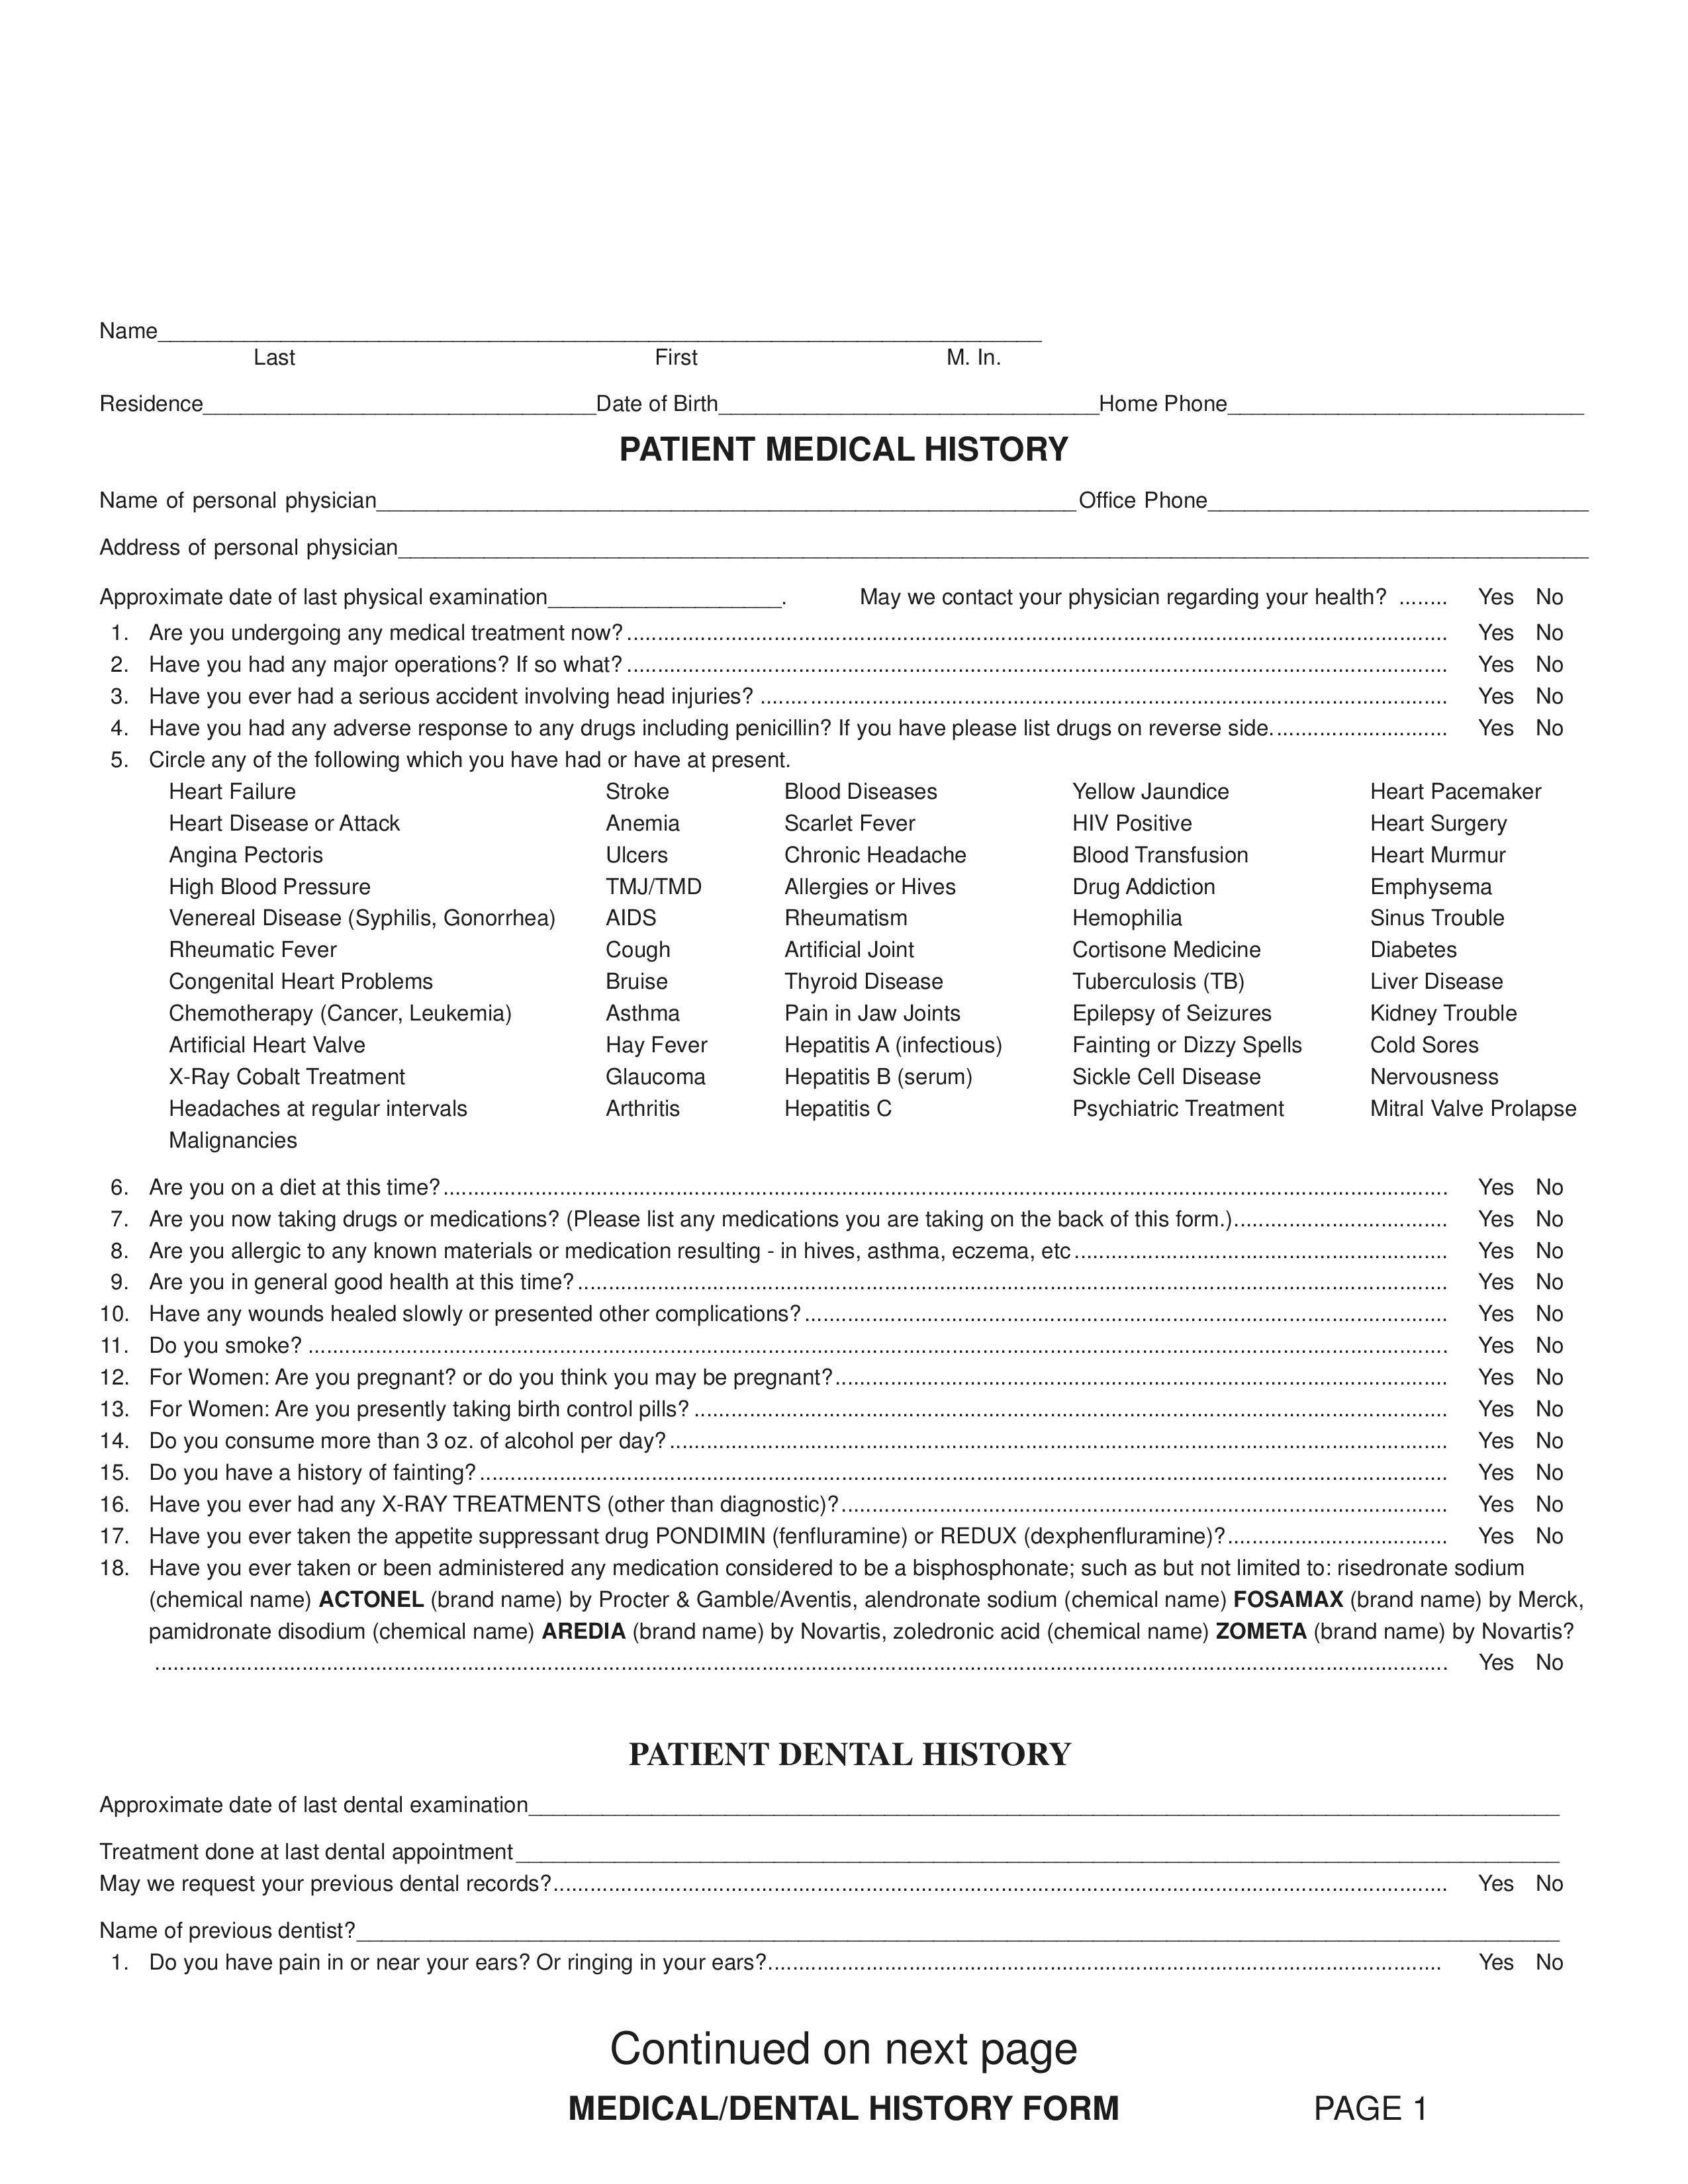 Name
Last First M. In.
Residence Date of Birth Home Phone
PATIENT MEDICAL HISTORY
Name of personal physician Office Phone
Address of personal physician
Approximate date of last physical examination . May we contact your physician regarding your health? ........ Yes No
1. Are you undergoing any medical treatment now? Yes No
2. Have you had any major operations? If so what? Yes No
3. Have you ever had a serious accident involving head injuries? Yes No
4. Have you had any adverse response to any drugs including penicillin? If you have please list drugs on reverse side. Yes No
5. Circle any of the following which you have had or have at present.
Heart Failure Stroke Blood Diseases Yellow Jaundice Heart Pacemaker
Heart Disease or Attack Anemia Scarlet Fever HIV Positive Heart Surgery
Angina Pectoris Ulcers Chronic Headache Blood Transfusion Heart Murmur
High Blood Pressure TMJ/TMD Allergies or Hives Drug Addiction Emphysema
Venereal Disease (Syphilis, Gonorrhea) AIDS Rheumatism Hemophilia Sinus Trouble
Rheumatic Fever Cough Artificial Joint Cortisone Medicine Diabetes
Congenital Heart Problems Bruise Thyroid Disease Tuberculosis (TB) Liver Disease
Chemotherapy (Cancer, Leukemia) Asthma Pain in Jaw Joints Epilepsy of Seizures Kidney Trouble
Artificial Heart Valve Hay Fever Hepatitis A (infectious) Fainting or Dizzy Spells Cold Sores
X-Ray Cobalt Treatment Glaucoma Hepatitis B (serum) Sickle Cell Disease Nervousness
Headaches at regular intervals Arthritis Hepatitis C Psychiatric Treatment Mitral Valve Prolapse
Malignancies
6. Are you on a diet at this time? Yes No
7. Are you now taking drugs or medications? (Please list any medications you are taking on the back of this form.) Yes No
8. Are you allergic to any known materials or medication resulting - in hives, asthma, eczema, etc Yes No
9. Are you in general good health at this time? Yes No
10. Have any wounds healed slowly or presented other complications? Yes No
11. Do you smoke? Yes No
12. For Women: Are you pregnant? or do you think you may be pregnant? Yes No
13. For Women: Are you presently taking birth control pills? Yes No
14. Do you consume more than 3 oz. of alcohol per day? Yes No
15. Do you have a history of fainting? Yes No
16. Have you ever had any X-RAY TREATMENTS (other than diagnostic)? Yes No
17. Have you ever taken the appetite suppressant drug PONDIMIN (fenfluramine) or REDUX (dexphenfluramine)? Yes No
18. Have you ever taken or been administered any medication considered to be a bisphosphonate; such as but not limited to: risedronate sodium
(chemical name) ACTONEL (brand name) by Procter & Gamble/Aventis, alendronate sodium (chemical name) FOSAMAX (brand name) by Merck,
pamidronate disodium (chemical name) AREDIA (brand name) by Novartis, zoledronic acid (chemical name) ZOMETA (brand name) by Novartis?
Yes No
PATIENT DENTAL HISTORY
Approximate date of last dental examination
Treatment done at last dental appointment
May we request your previous dental records? Yes No
Name of previous dentist?
1. Do you have pain in or near your ears? Or ringing in your ears? Yes No
Continued on next page
MEDICAL/DENTAL HISTORY FORM PAGE 1